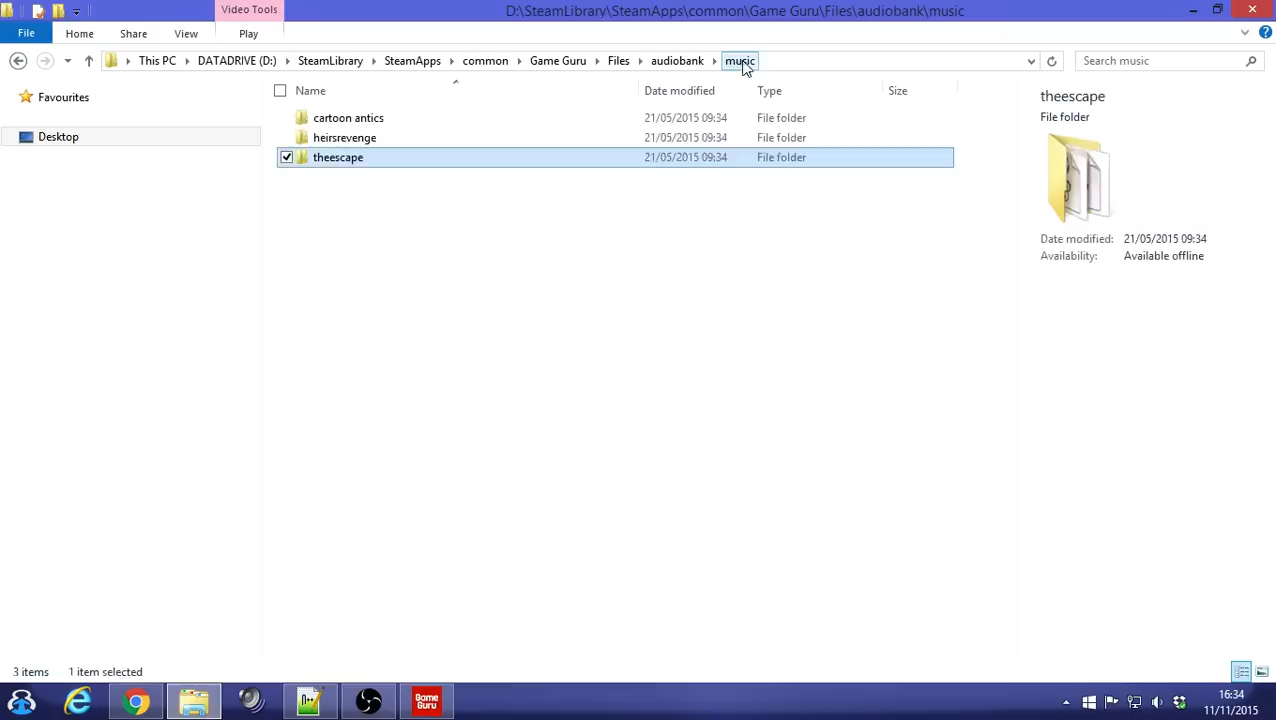 Video Tools
D:\SteamLibrary\SteamApps\common\Game Guru\Files\audiobank\music
File Home Share View Play
This PC DATADRIVE (D:) SteamLibrary SteamApps common Game Guru Files audiobank music
Search music
Favourites
Desktop
Name Date modified Type Size
cartoon antics 21/05/2015 09:34 File folder
heirsrevenge 21/05/2015 09:34 File folder
theescape 21/05/2015 09:34 File folder
theescape
File folder
Date modified: 21/05/2015 09:34
Availability: Available offline
3 items 1 item selected
Game
Guru
16:34
11/11/2015